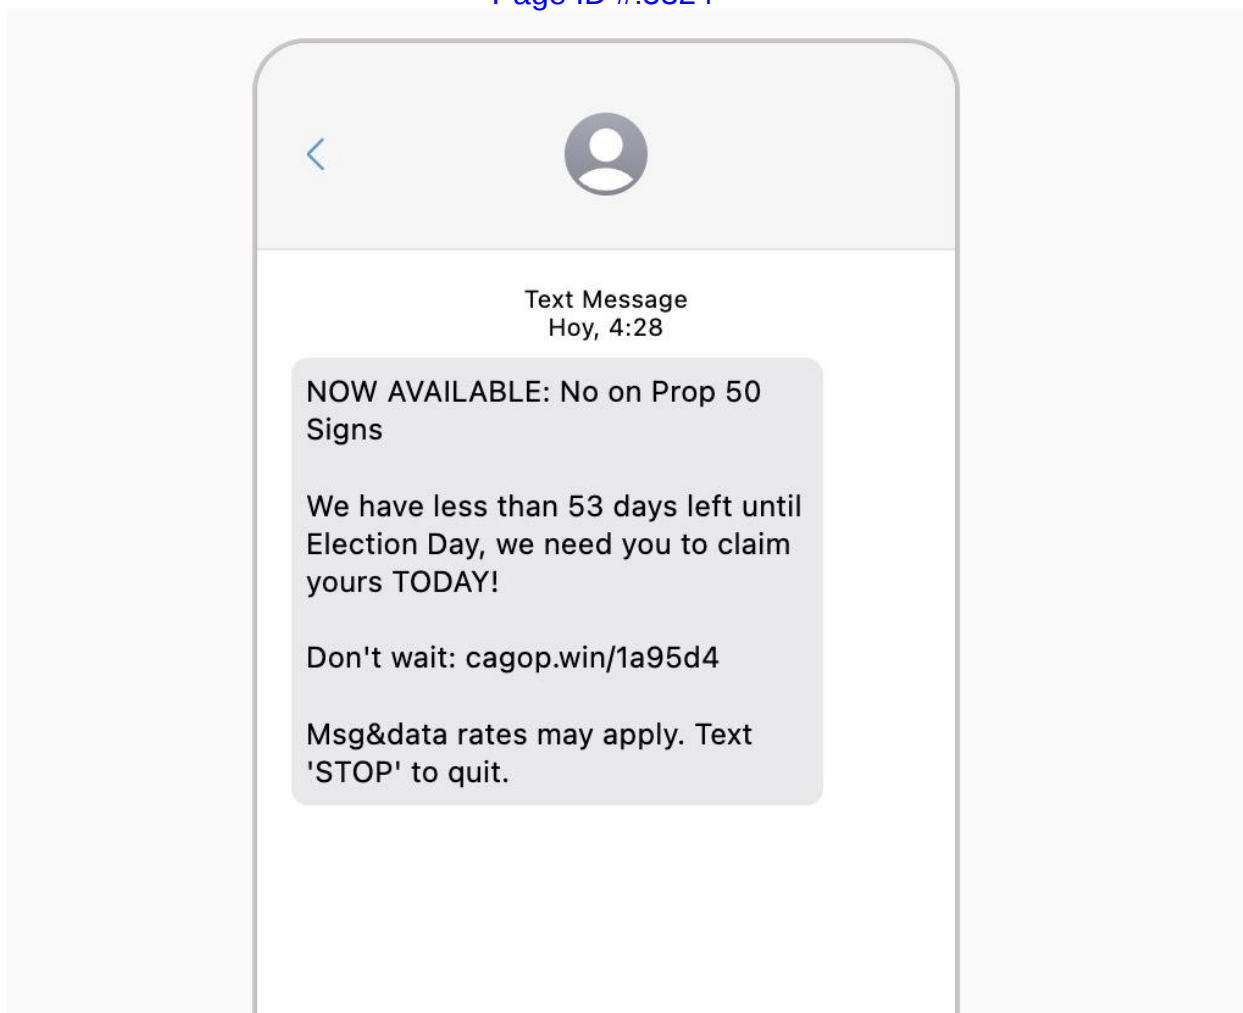 Text Message
Hoy, 4:28
NOW AVAILABLE: No on Prop 50
Signs
We have less than 53 days left until
Election Day, we need you to claim
yours TODAY!
Don't wait: cagop.win/1a95d4
Msg&data rates may apply. Text
'STOP' to quit.